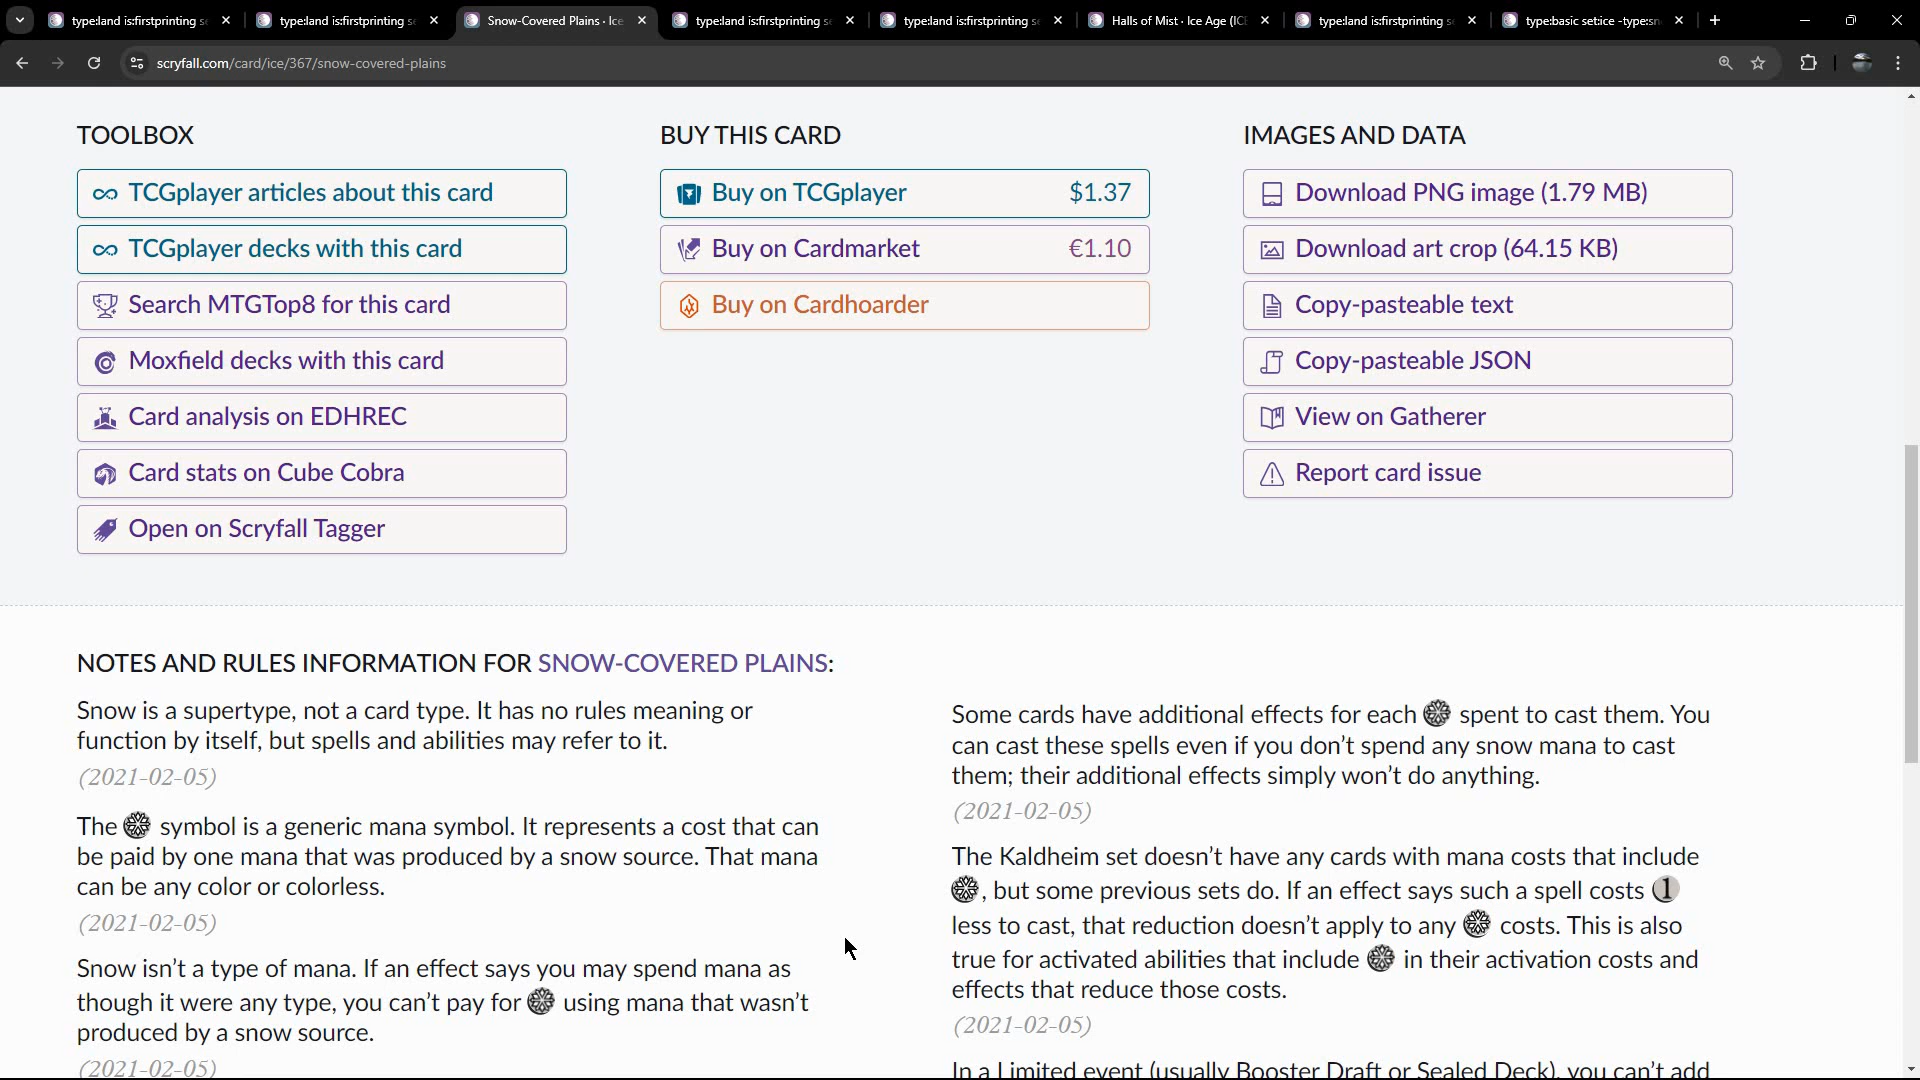 type:land is:firstprinting s
type:land is:firstprinting s
Snow-Covered Plains · Ice
type:land is:firstprinting s
type:land is:firstprinting s
Halls of Mist · Ice Age (ICE
type:land is:firstprinting s
type:basic set:ice -type:sn
scryfall.com/card/ice/367/snow-covered-plains
TOOLBOX
TCGplayer articles about this card
TCGplayer decks with this card
Search MTGTop8 for this card
Moxfield decks with this card
Card analysis on EDHREC
Card stats on Cube Cobra
Open on Scryfall Tagger
BUY THIS CARD
Buy on TCGplayer $1.37
Buy on Cardmarket €1.10
Buy on Cardhoarder
IMAGES AND DATA
Download PNG image (1.79 MB)
Download art crop (64.15 KB)
Copy-pasteable text
Copy-pasteable JSON
View on Gatherer
Report card issue
NOTES AND RULES INFORMATION FOR SNOW-COVERED PLAINS:
Snow is a supertype, not a card type. It has no rules meaning or
function by itself, but spells and abilities may refer to it.
(2021-02-05)
The symbol is a generic mana symbol. It represents a cost that can
be paid by one mana that was produced by a snow source. That mana
can be any color or colorless.
(2021-02-05)
Snow isn't a type of mana. If an effect says you may spend mana as
though it were any type, you can't pay for using mana that wasn't
produced by a snow source.
(2021-02-05)
Some cards have additional effects for each spent to cast them. You
can cast these spells even if you don't spend any snow mana to cast
them; their additional effects simply won't do anything.
(2021-02-05)
The Kaldheim set doesn't have any cards with mana costs that include
, but some previous sets do. If an effect says such a spell costs 1
less to cast, that reduction doesn't apply to any costs. This is also
true for activated abilities that include in their activation costs and
effects that reduce those costs.
(2021-02-05)
In a Limited event (usually Booster Draft or Sealed Deck), you can't add